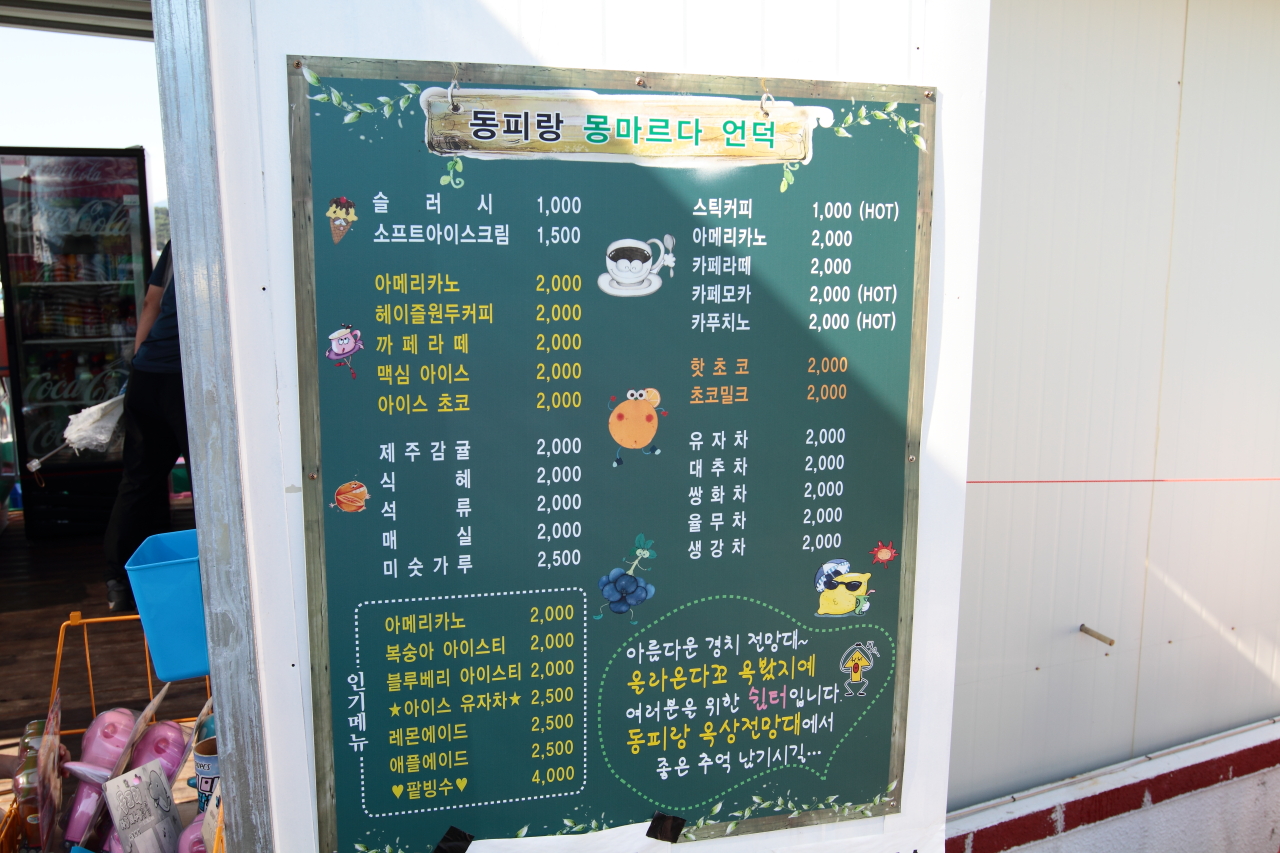 동피랑 몽마르다 언덕
슬 러 시 1,000
소프트아이스크림 1,500
아메리카노 2,000
헤이즐원두커피 2,000
까 페 라 떼 2,000
맥심 아이스 2,000
아이스 초코 2,000
제 주 감 귤 2,000
식 혜 2,000
석 류 2,000
매 실 2,000
미 숫 가 루 2,500
인기메뉴
아메리카노 2,000
복숭아 아이스티 2,000
블루베리 아이스티 2,000
★아이스 유자차★ 2,500
레몬에이드 2,500
애플에이드 2,500
♥팥빙수♥ 4,000
스틱커피 1,000 (HOT)
아메리카노 2,000
카페라떼 2,000
카페모카 2,000 (HOT)
카푸치노 2,000 (HOT)
핫 초 코 2,000
초코밀크 2,000
유 자 차 2,000
대 추 차 2,000
쌍 화 차 2,000
율 무 차 2,000
생 강 차 2,000
아름다운 경치 전망대~
올라온다꼬 욕봤지예
여러분을 위한 쉼터입니다.
동피랑 옥상전망대에서
좋은 추억 남기시길...
Coca-Cola
Coca-Cola